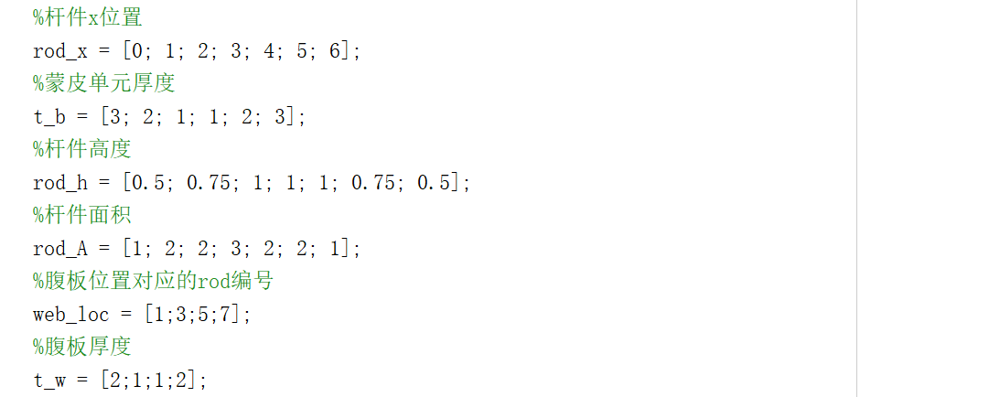 %杆件x位置
rod_x = [0; 1; 2; 3; 4; 5; 6];
%蒙皮单元厚度
t_b = [3; 2; 1; 1; 2; 3];
%杆件高度
rod_h = [0.5; 0.75; 1; 1; 1; 0.75; 0.5];
%杆件面积
rod_A = [1; 2; 2; 3; 2; 2; 1];
%腹板位置对应的rod编号
web_loc = [1;3;5;7];
%腹板厚度
t_w = [2;1;1;2];